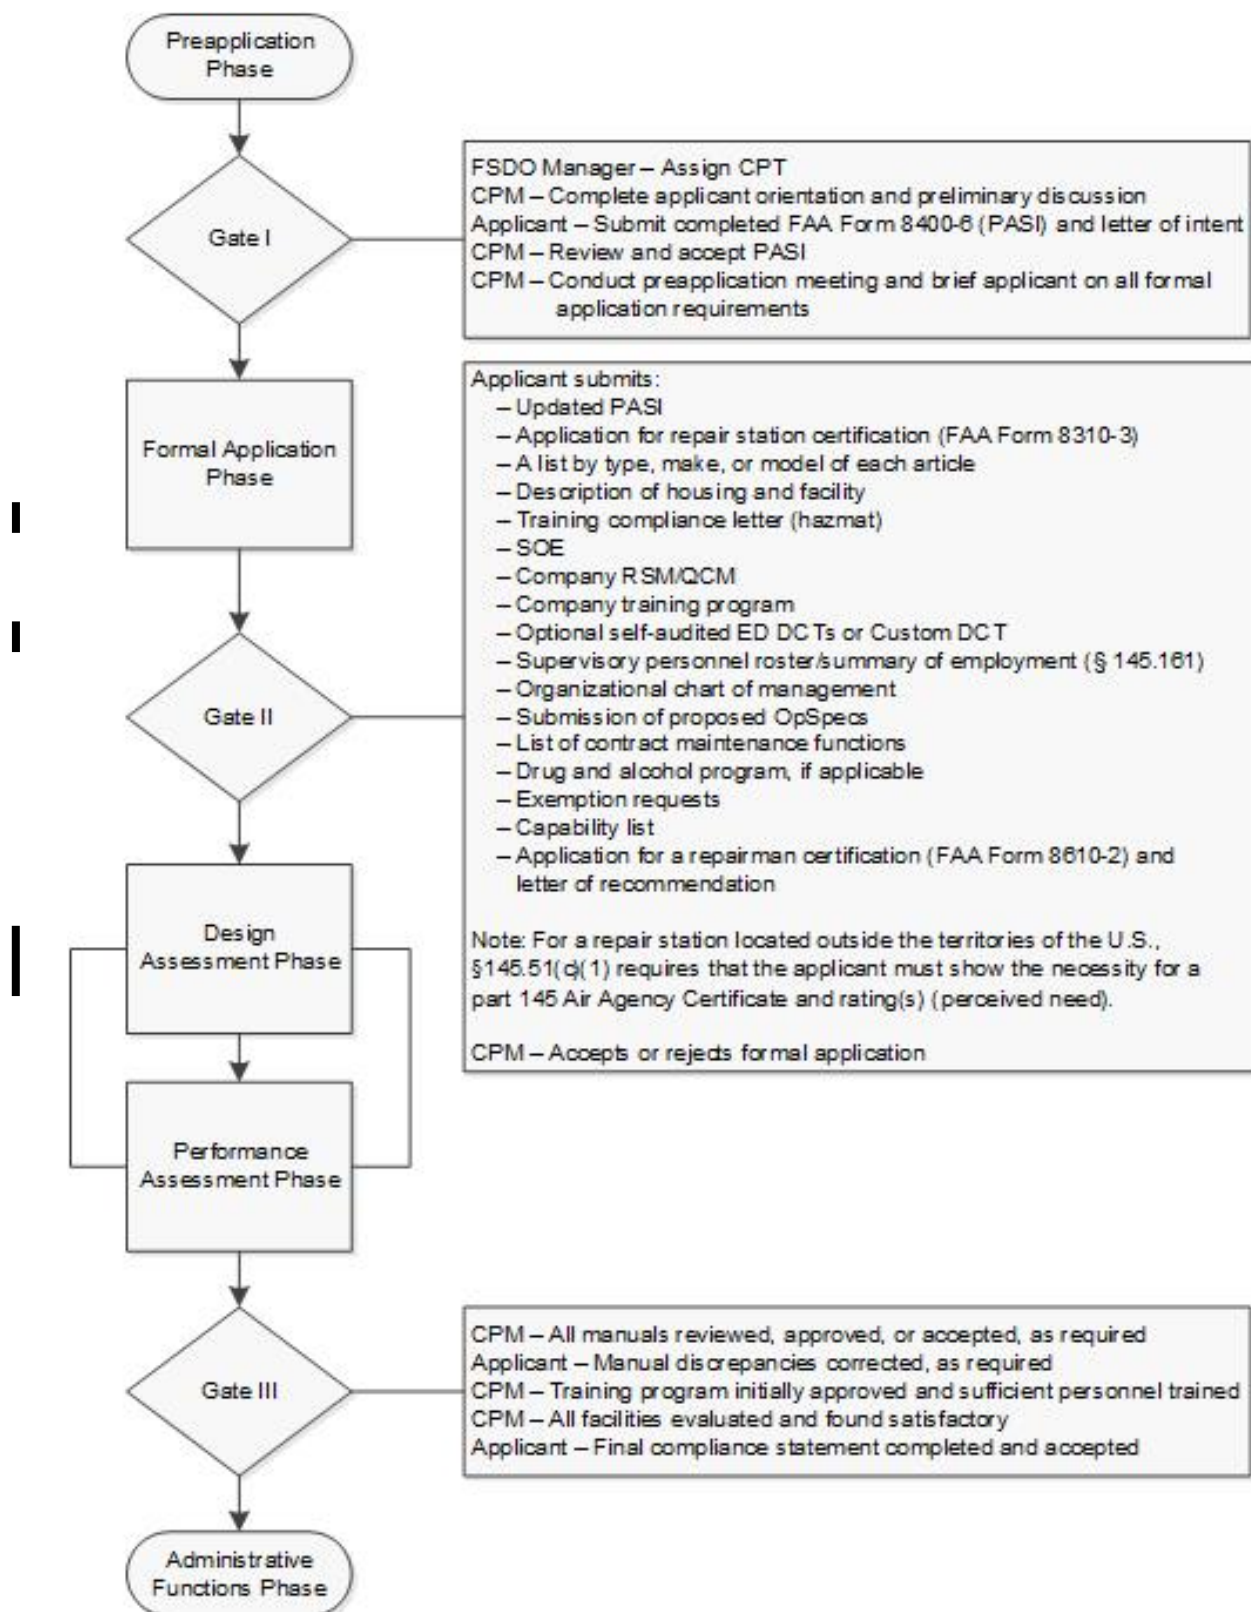 Preapplication
Phase
Gate I
FSDO Manager – Assign CPT
CPM – Complete applicant orientation and preliminary discussion
Applicant – Submit completed FAA Form 8400-6 (PASI) and letter of intent
CPM – Review and accept PASI
CPM – Conduct preapplication meeting and brief applicant on all formal
application requirements
Formal Application
Phase
Gate II
Applicant submits:
– Updated PASI
– Application for repair station certification (FAA Form 8310-3)
– A list by type, make, or model of each article
– Description of housing and facility
– Training compliance letter (hazmat)
– SOE
– Company RSM/QCM
– Company training program
– Optional self-audited ED DCTs or Custom DCT
– Supervisory personnel roster/summary of employment (§ 145.161)
– Organizational chart of management
– Submission of proposed OpSpecs
– List of contract maintenance functions
– Drug and alcohol program, if applicable
– Exemption requests
– Capability list
– Application for a repairman certification (FAA Form 8610-2) and
letter of recommendation
Note: For a repair station located outside the territories of the U.S.,
§145.51(c)(1) requires that the applicant must show the necessity for a
part 145 Air Agency Certificate and rating(s) (perceived need).
CPM – Accepts or rejects formal application
Design
Assessment Phase
Performance
Assessment Phase
Gate III
CPM – All manuals reviewed, approved, or accepted, as required
Applicant – Manual discrepancies corrected, as required
CPM – Training program initially approved and sufficient personnel trained
CPM – All facilities evaluated and found satisfactory
Applicant – Final compliance statement completed and accepted
Administrative
Functions Phase